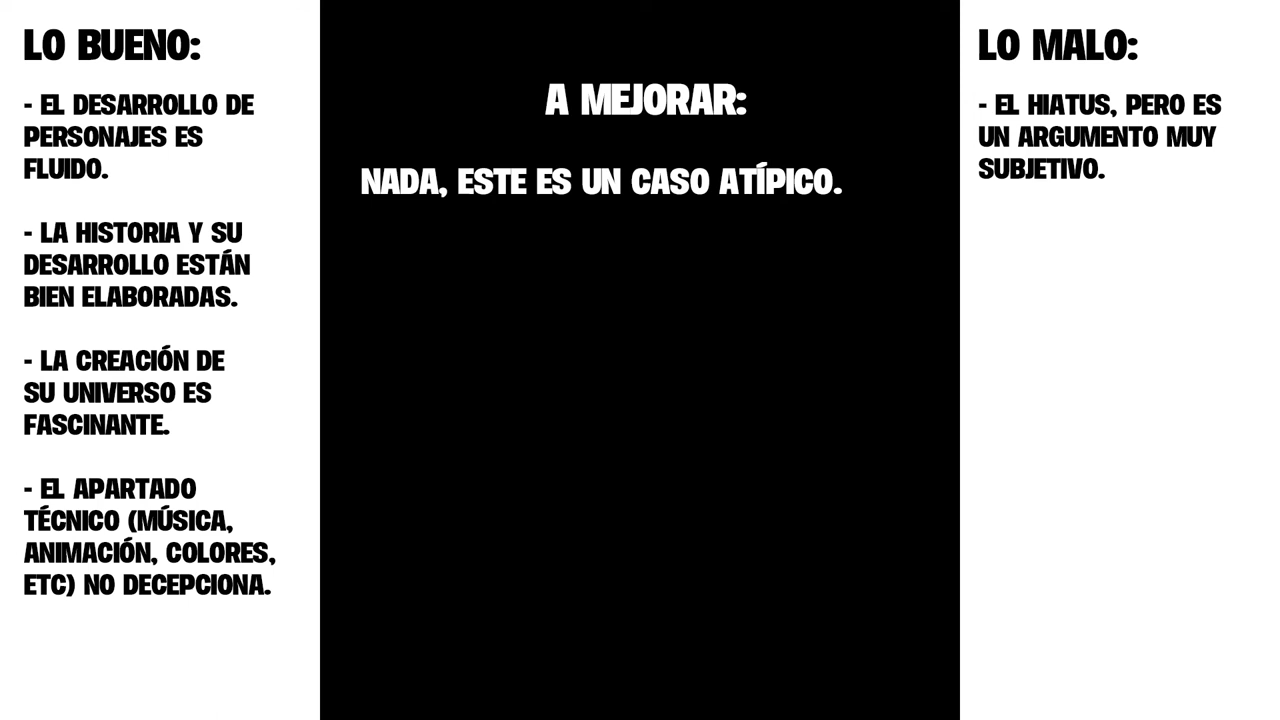 LO BUENO:
- EL DESARROLLO DE
PERSONAJES ES
FLUIDO.
- LA HISTORIA Y SU
DESARROLLO ESTÁN
BIEN ELABORADAS.
- LA CREACIÓN DE
SU UNIVERSO ES
FASCINANTE.
- EL APARTADO
TÉCNICO (MÚSICA,
ANIMACIÓN, COLORES,
ETC) NO DECEPCIONA.
A MEJORAR:
NADA, ESTE ES UN CASO ATÍPICO.
LO MALO:
- EL HIATUS, PERO ES
UN ARGUMENTO MUY
SUBJETIVO.